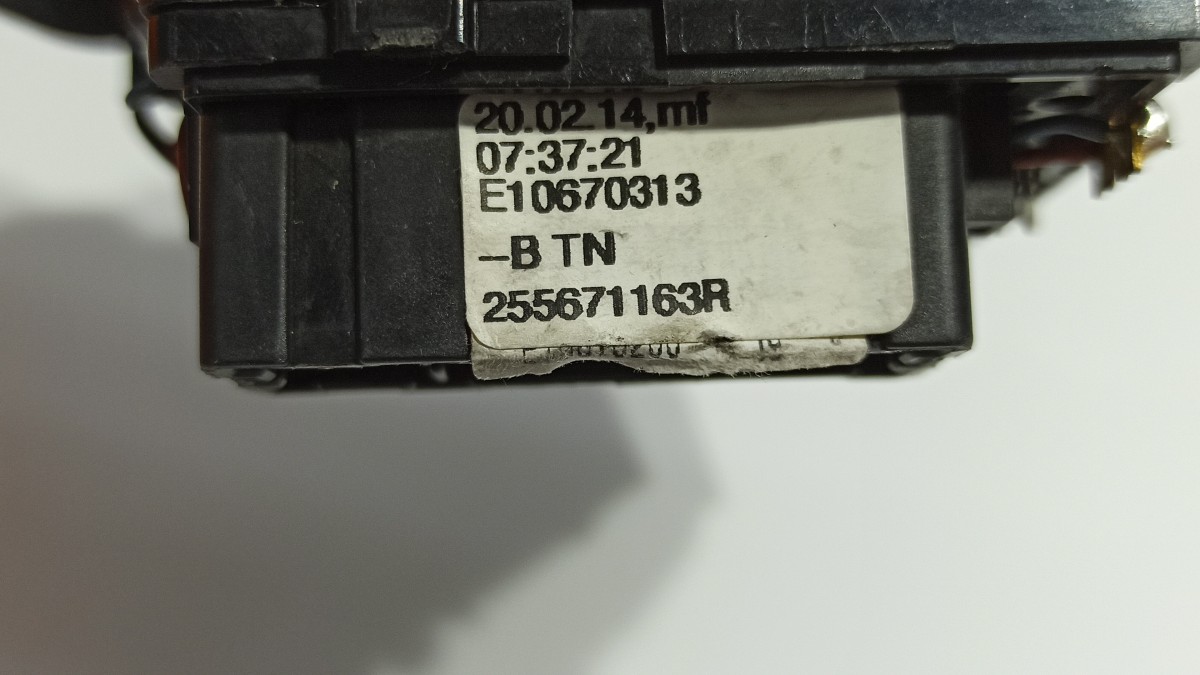 20.02.14,mf
07:37:21
E10670313
–B TN
255671163R